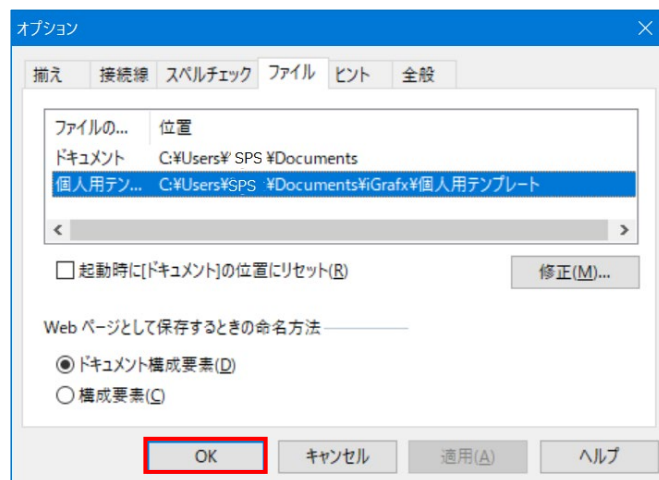 オプション
揃え 接続線 スペルチェック ファイル ヒント 全般
ファイルの... 位置
ドキュメント C:¥Users¥ SPS ¥Documents
個人用テン... C:¥Users¥SPS ¥Documents¥iGrafx¥個人用テンプレート
起動時に[ドキュメント]の位置にリセット(R)
修正(M)...
Web ページとして保存するときの命名方法
ドキュメント構成要素(D)
構成要素(C)
OK キャンセル 適用(A) ヘルプ